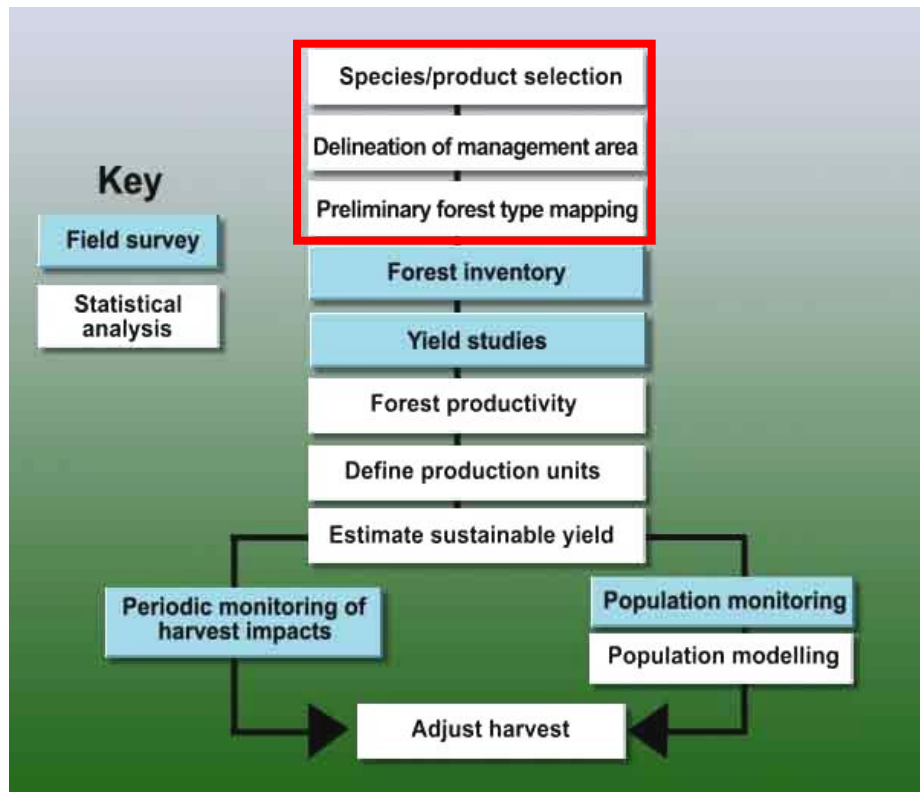 Species/product selection
Delineation of management area
Preliminary forest type mapping
Key
Field survey
Statistical
analysis
Forest inventory
Yield studies
Forest productivity
Define production units
Estimate sustainable yield
Periodic monitoring of
harvest impacts
Population monitoring
Population modelling
Adjust harvest